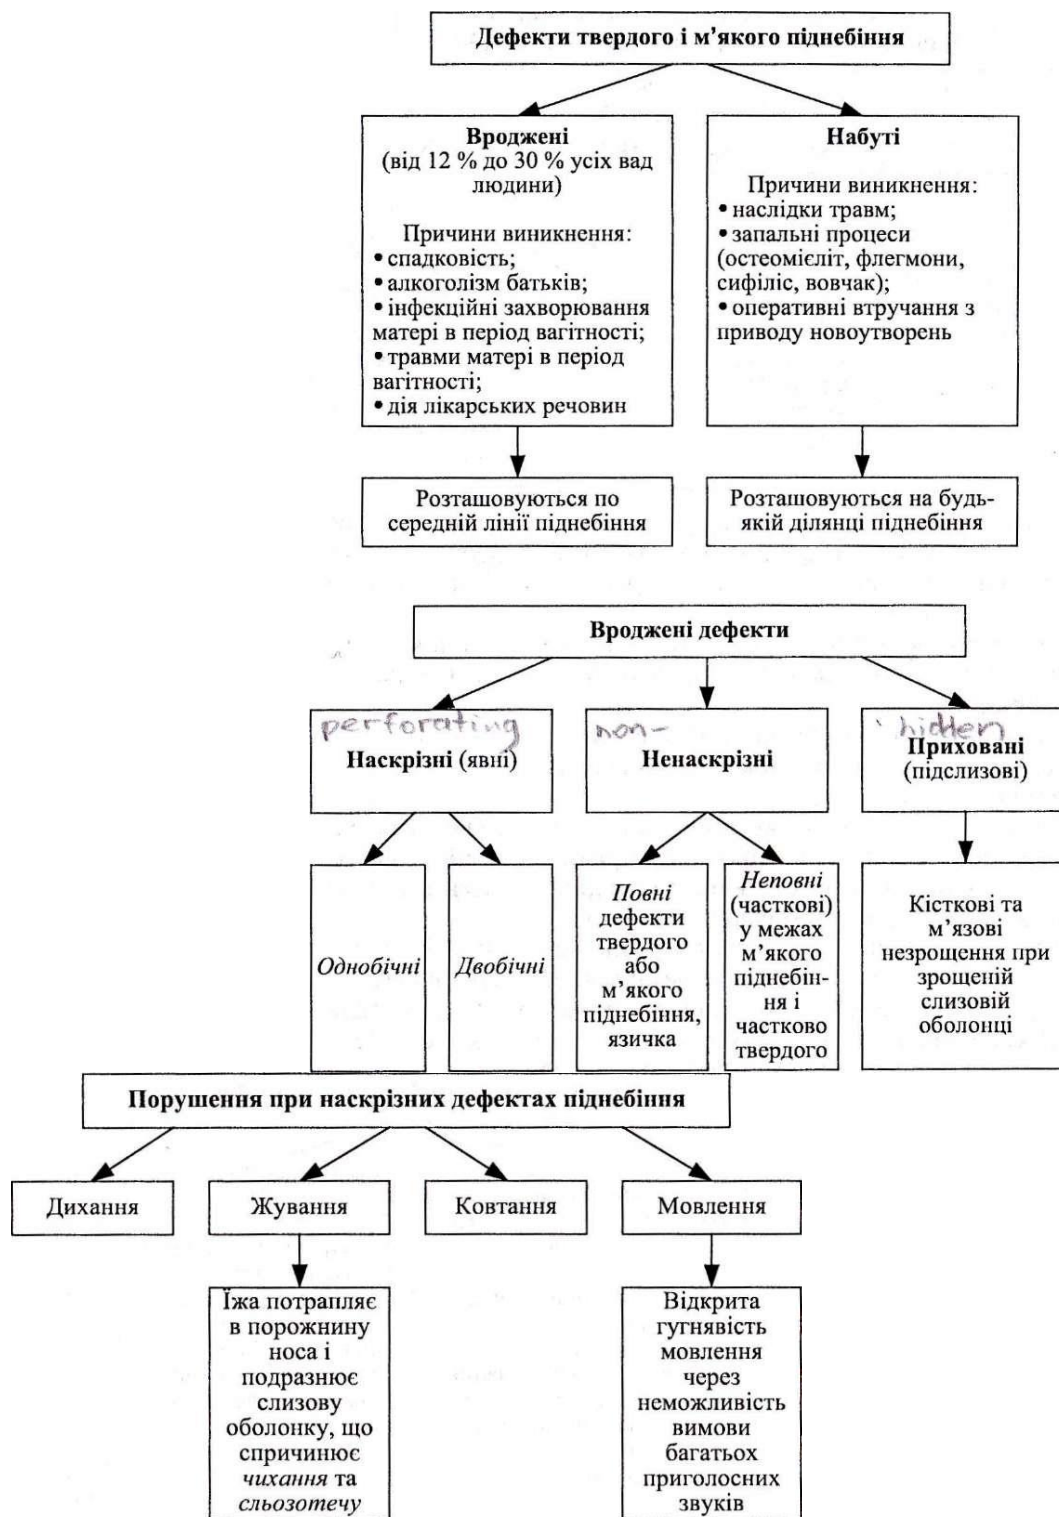 Дефекти твердого і м’якого піднебіння
Вроджені
(від 12 % до 30 % усіх вад
людини)
Причини виникнення:
• спадковість;
• алкоголізм батьків;
• інфекційні захворювання
матері в період вагітності;
• травми матері в період
вагітності;
• дія лікарських речовин
Набуті
Причини виникнення:
• наслідки травм;
• запальні процеси
(остеомієліт, флегмони,
сифіліс, вовчак);
• оперативні втручання з
приводу новоутворень
Розташовуються по
середній лінії піднебіння
Розташовуються на будь-
якій ділянці піднебіння
Вроджені дефекти
perforating
Наскрізні (явні)
non-
Ненаскрізні
hidden
Приховані
(підслизові)
Однобічні
Двобічні
Повні
дефекти
твердого
або
м’якого
піднебіння,
язичка
Неповні
(часткові)
у межах
м’якого
піднебін-
ня і
частково
твердого
Кісткові та
м’язові
незрощення при
зрощеній
слизовій
оболонці
Порушення при наскрізних дефектах піднебіння
Дихання
Жування
Ковтання
Мовлення
Їжа потрапляє
в порожнину
носа і
подразнює
слизову
оболонку, що
спричинює
чихання та
сльозотечу
Відкрита
гугнявість
мовлення
через
неможливість
вимови
багатьох
приголосних
звуків